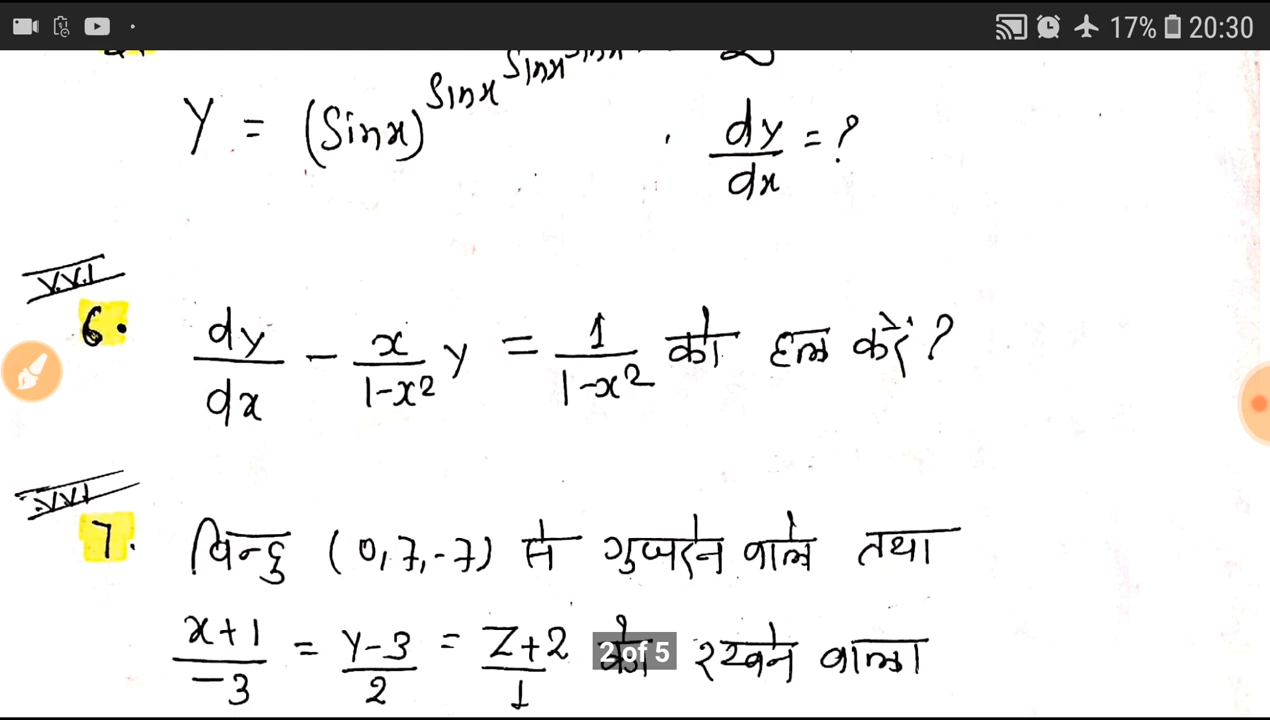 17% 20:30
Y = (Sinx)^Sinx^Sinx^Sinx . dy/dx = ?
V.V.I
6. dy/dx - x/(1-x²) y = 1/(1-x²) को हल करें ?
V.V.I
7. बिन्दु (0,7,-7) से गुजरने वाले तथा
(x+1)/-3 = (Y-3)/2 = (Z+2)/1 को रखने वाला
2 of 5